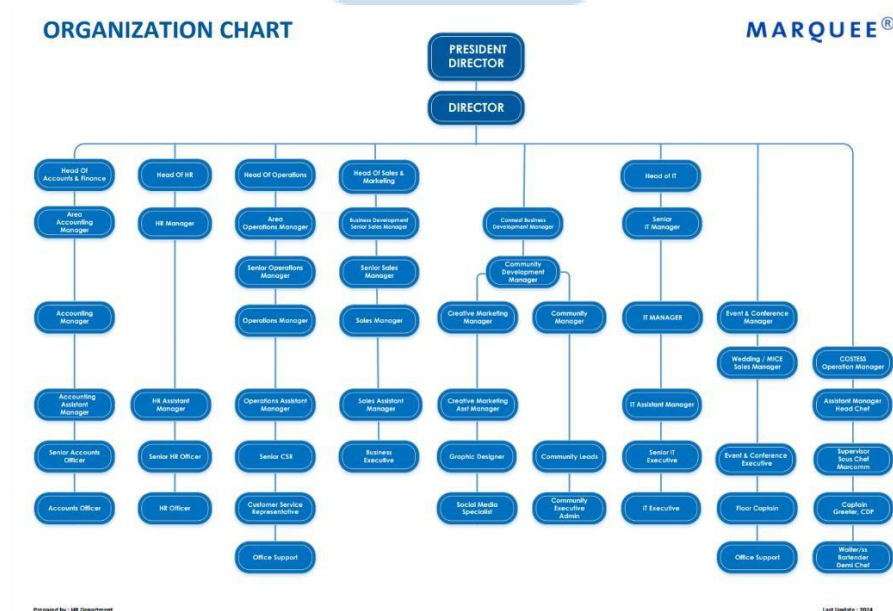 ORGANIZATION CHART
MARQUEE®
PRESIDENT
DIRECTOR
DIRECTOR
Head Of
Accounts & Finance
Head Of HR
Head Of Operations
Head Of Sales &
Marketing
Head of IT
Area
Accounting
Manager
HR Manager
Area
Operations Manager
Business Development
Senior Sales Manager
Connect Business
Development Manager
Senior
IT Manager
Senior Operations
Manager
Senior Sales
Manager
Community
Development
Manager
Accounting
Manager
Operations Manager
Sales Manager
Creative Marketing
Manager
Community
Manager
IT MANAGER
Event & Conference
Manager
Wedding / MICE
Sales Manager
COSTESS
Operation Manager
Accounting
Assistant
Manager
HR Assistant
Manager
Operations Assistant
Manager
Sales Assistant
Manager
Creative Marketing
Asst Manager
IT Assistant Manager
Assistant Manager
Head Chef
Senior Accounts
Officer
Senior HR Officer
Senior CSR
Business
Executive
Graphic Designer
Community Leads
Senior IT
Executive
Event & Conference
Executive
Supervisor
Sous Chef
Marcomm
Accounts Officer
HR Officer
Customer Service
Representative
Social Media
Specialist
Community
Executive
Admin
IT Executive
Floor Captain
Captain
Greeter, CDP
Office Support
Office Support
Waiter/ss
Bartender
Demi Chef
Prepared by : HR Department
Last Update : 2024